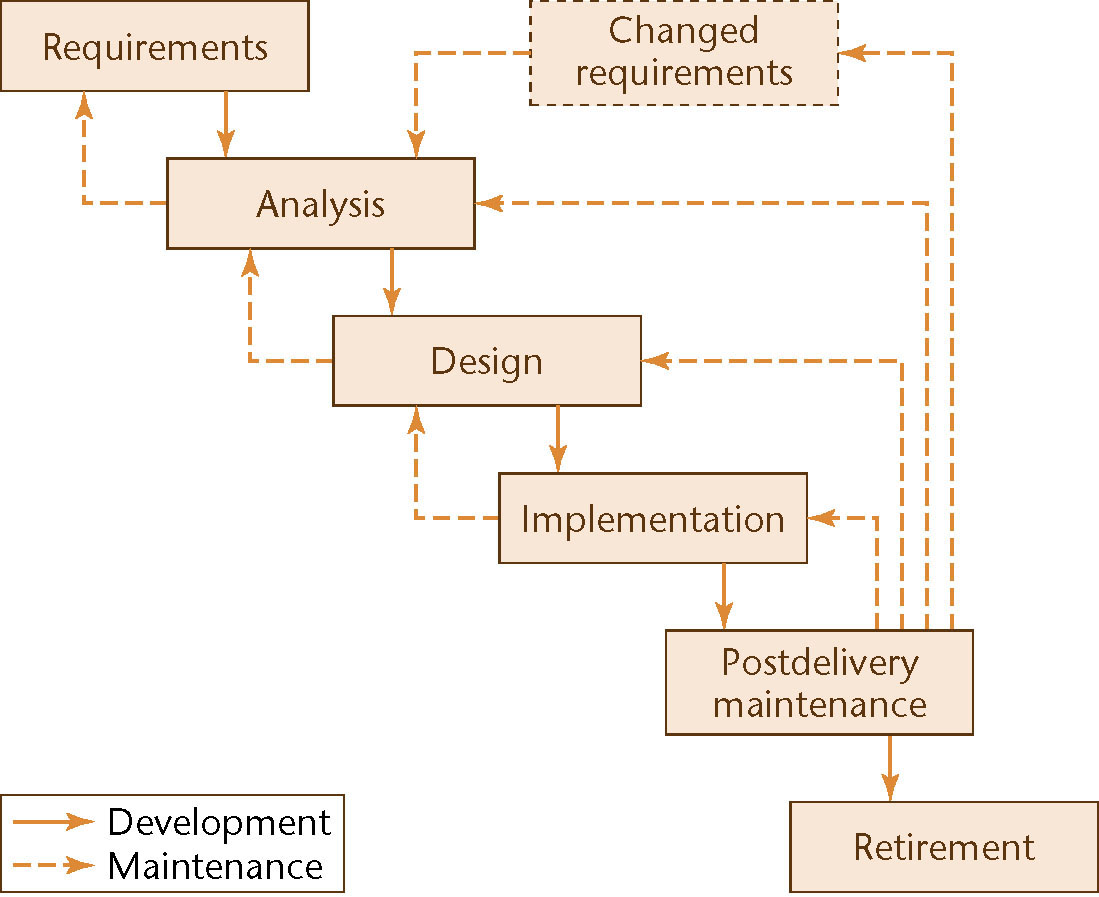 Requirements
Changed
requirements
Analysis
Design
Implementation
Postdelivery
maintenance
Retirement
Development
Maintenance